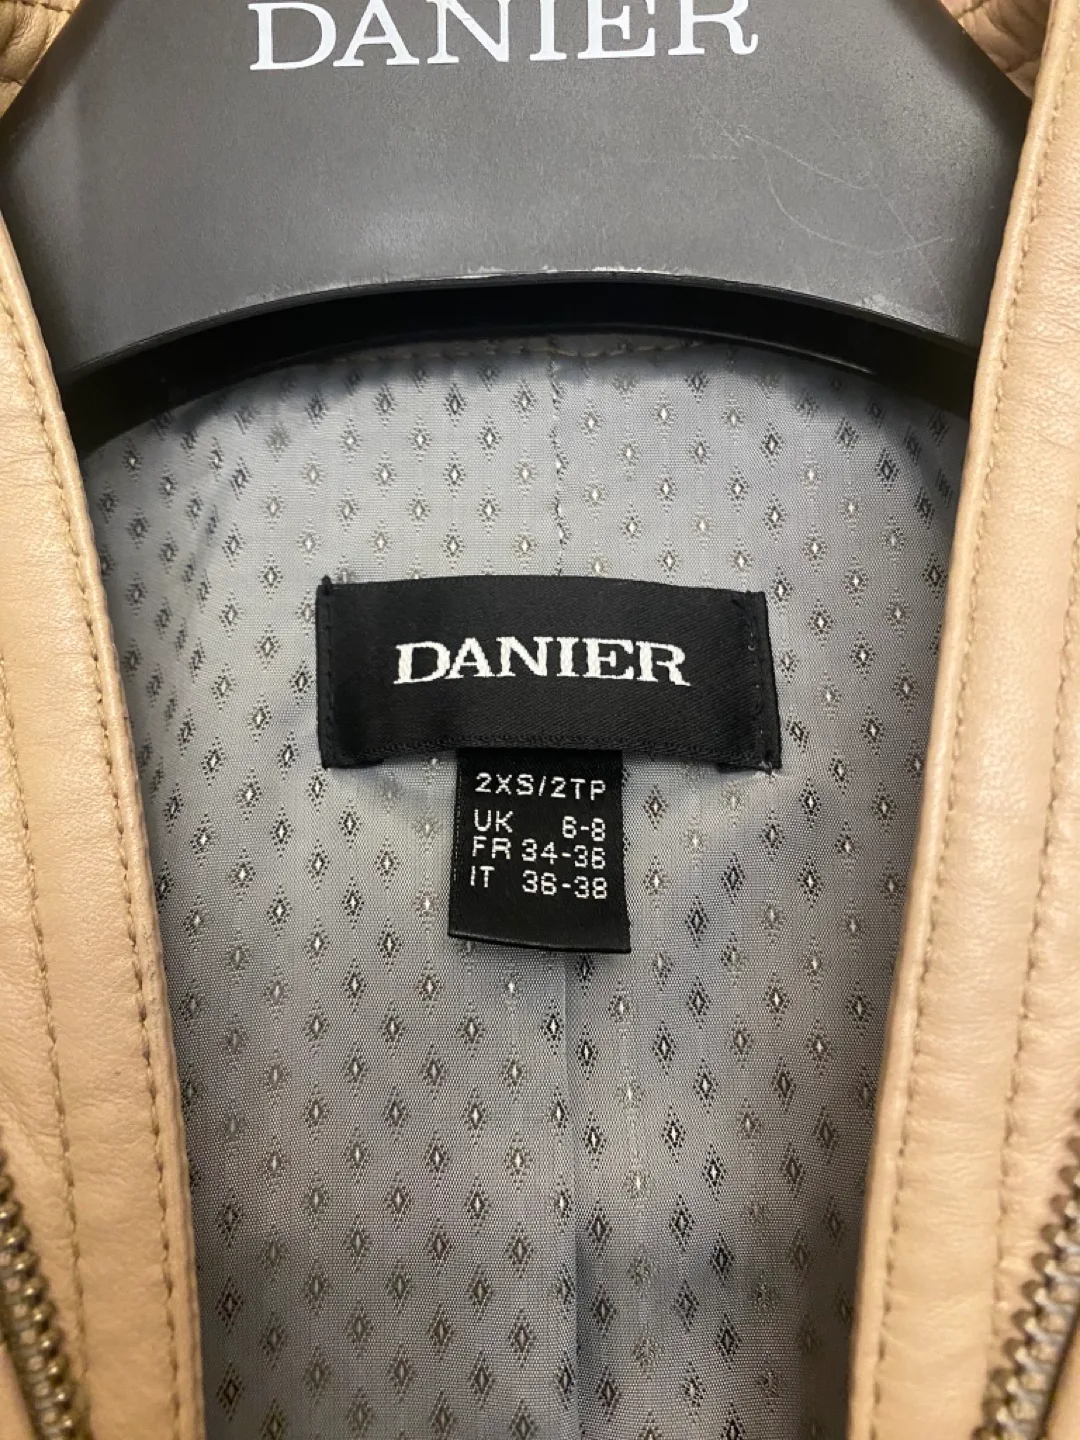 DANIER
DANIER
2XS/2TP
UK 6-8
FR 34-36
IT 36-38